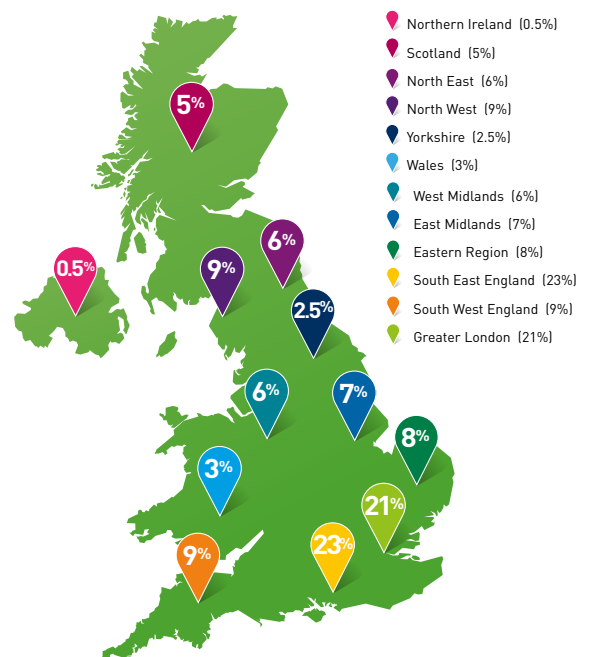 Northern Ireland (0.5%)
Scotland (5%)
North East (6%)
North West (9%)
Yorkshire (2.5%)
Wales (3%)
West Midlands (6%)
East Midlands (7%)
Eastern Region (8%)
South East England (23%)
South West England (9%)
Greater London (21%)
5%
6%
0.5%
9%
2.5%
6%
7%
8%
3%
21%
23%
9%